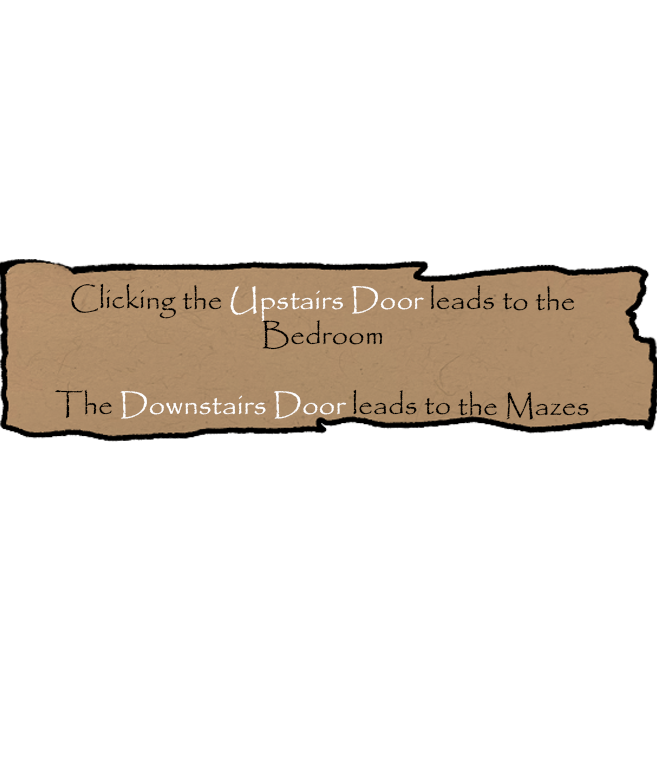 Clicking the Upstairs Door leads to the
Bedroom
The Downstairs Door leads to the Mazes